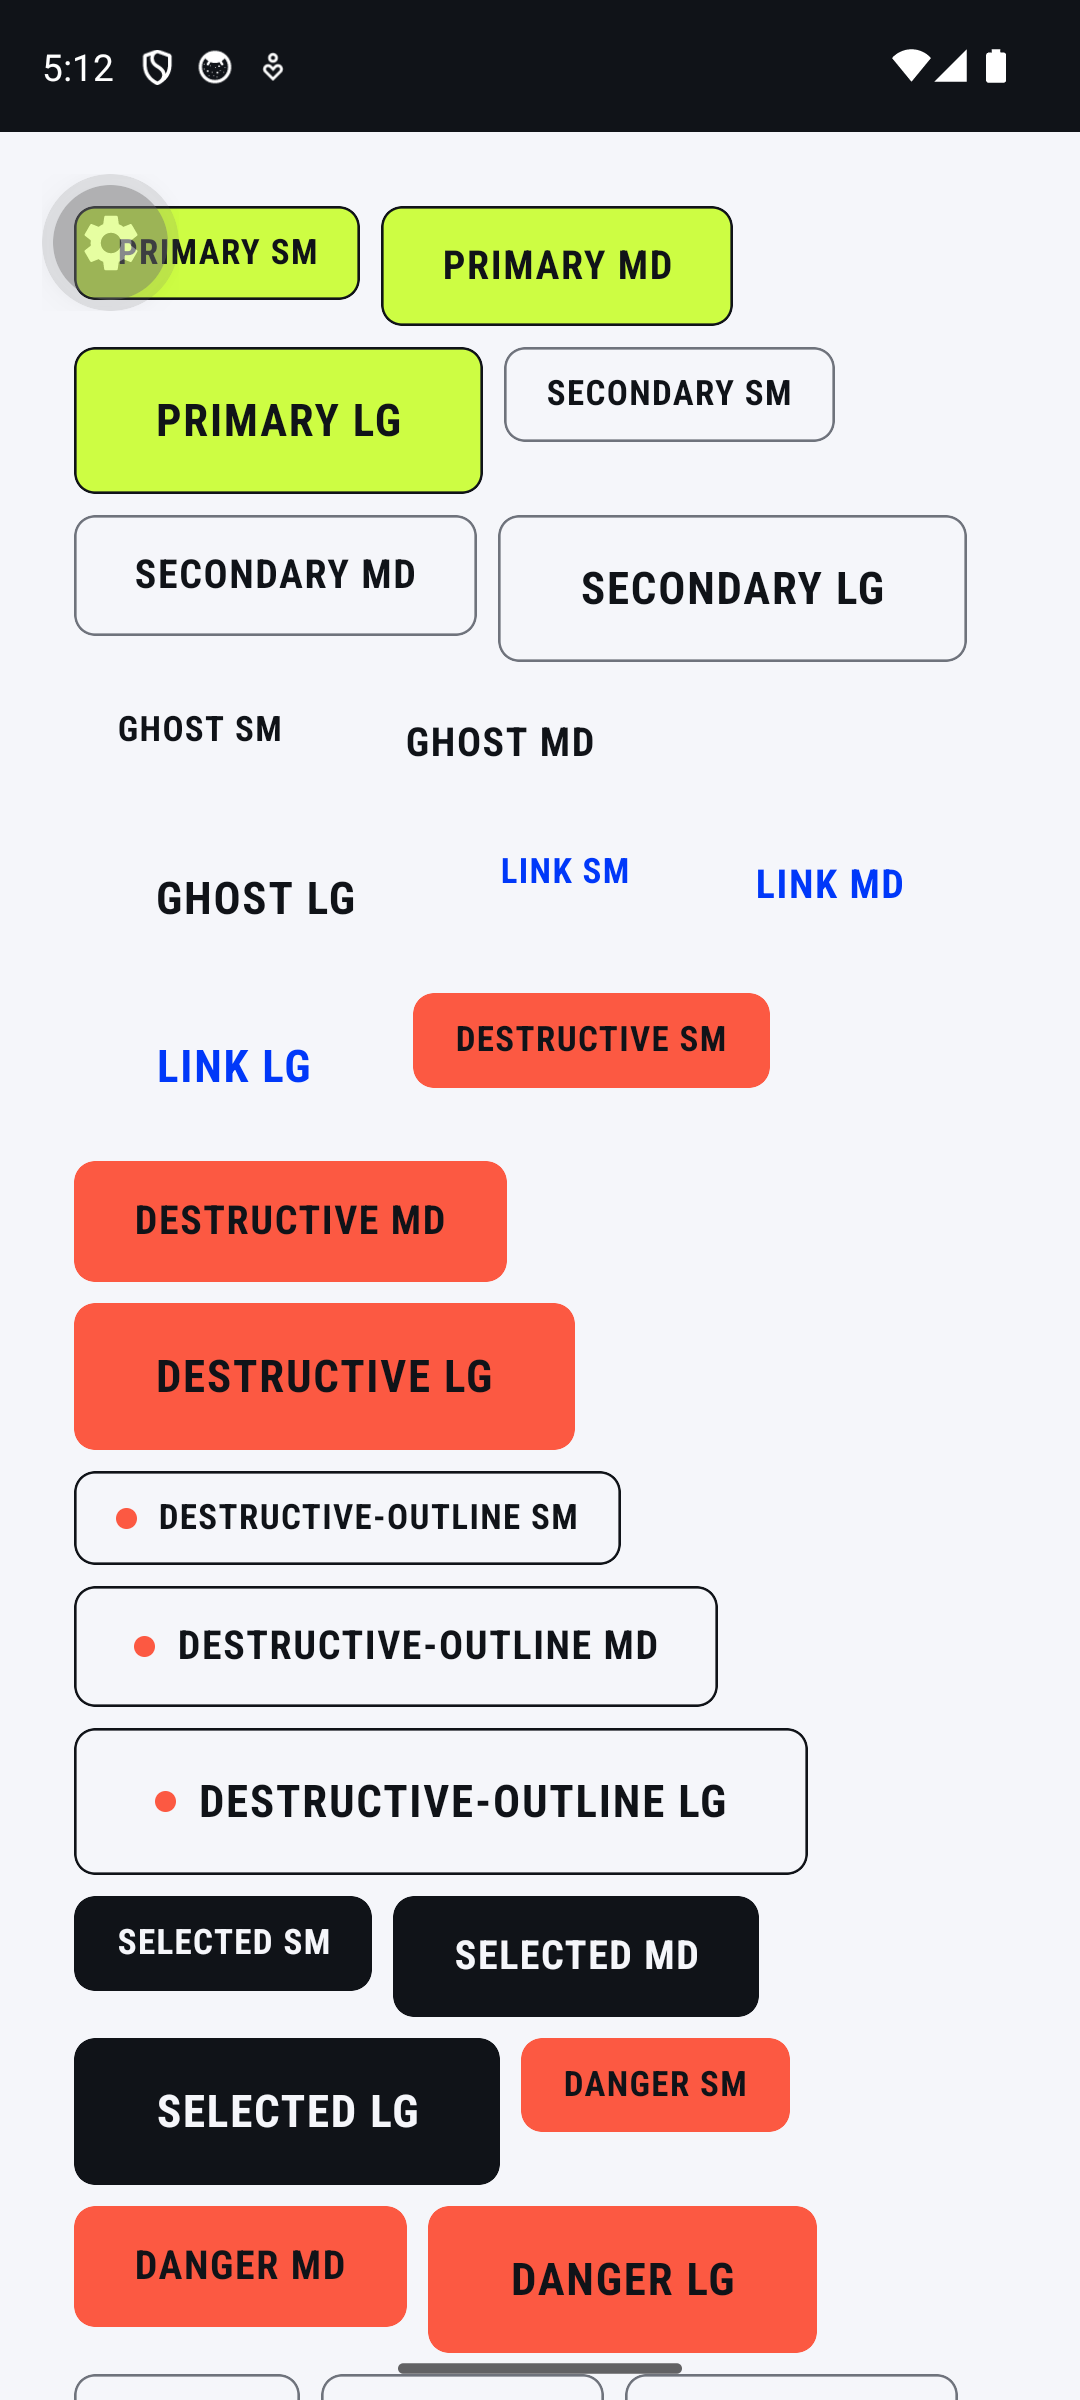 5:12
PRIMARY SM
PRIMARY MD
PRIMARY LG
SECONDARY SM
SECONDARY MD
SECONDARY LG
GHOST SM
GHOST MD
GHOST LG
LINK SM
LINK MD
LINK LG
DESTRUCTIVE SM
DESTRUCTIVE MD
DESTRUCTIVE LG
DESTRUCTIVE-OUTLINE SM
DESTRUCTIVE-OUTLINE MD
DESTRUCTIVE-OUTLINE LG
SELECTED SM
SELECTED MD
SELECTED LG
DANGER SM
DANGER MD
DANGER LG